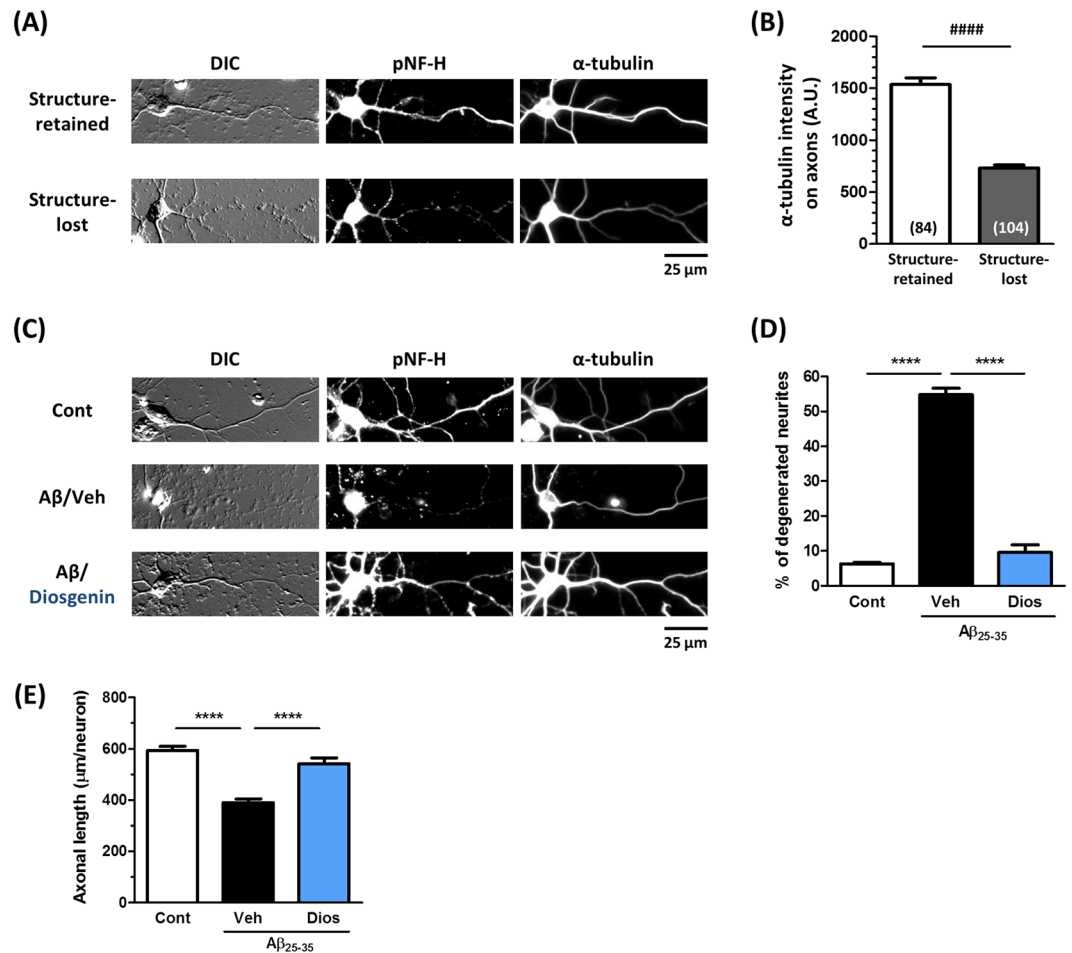 (A)
DIC pNF-H α-tubulin
Structure-
retained
Structure-
lost
25 μm
(B)
####
α-tubulin intensity
on axons (A.U.)
2000
1500
1000
500
0
(84) (104)
Structure-
retained
Structure-
lost
(C)
DIC pNF-H α-tubulin
Cont
Aβ/Veh
Aβ/
Diosgenin
25 μm
(D)
**** ****
% of degenerated neurites
60
50
40
30
20
10
0
Cont Veh Dios
Aβ25-35
(E)
**** ****
Axonal length (μm/neuron)
800
600
400
200
0
Cont Veh Dios
Aβ25-35